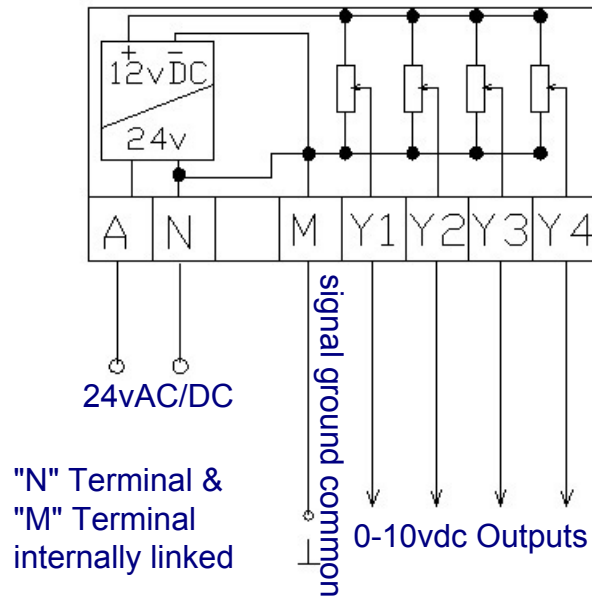 + −
12vDC
24v
A N M Y1 Y2 Y3 Y4
signal ground common
24vAC/DC
"N" Terminal &
"M" Terminal
internally linked
0-10vdc Outputs